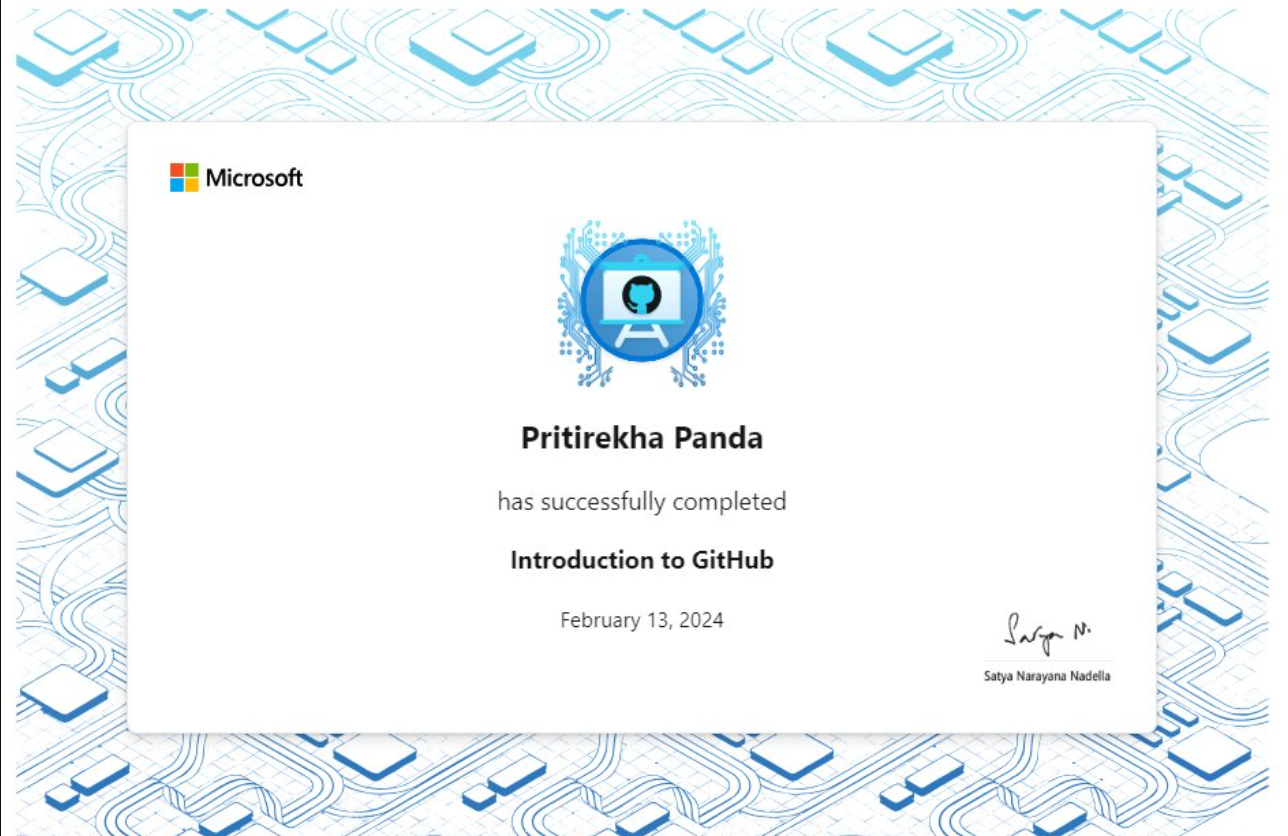 Microsoft
Pritirekha Panda
has successfully completed
Introduction to GitHub
February 13, 2024
Satya N.
Satya Narayana Nadella